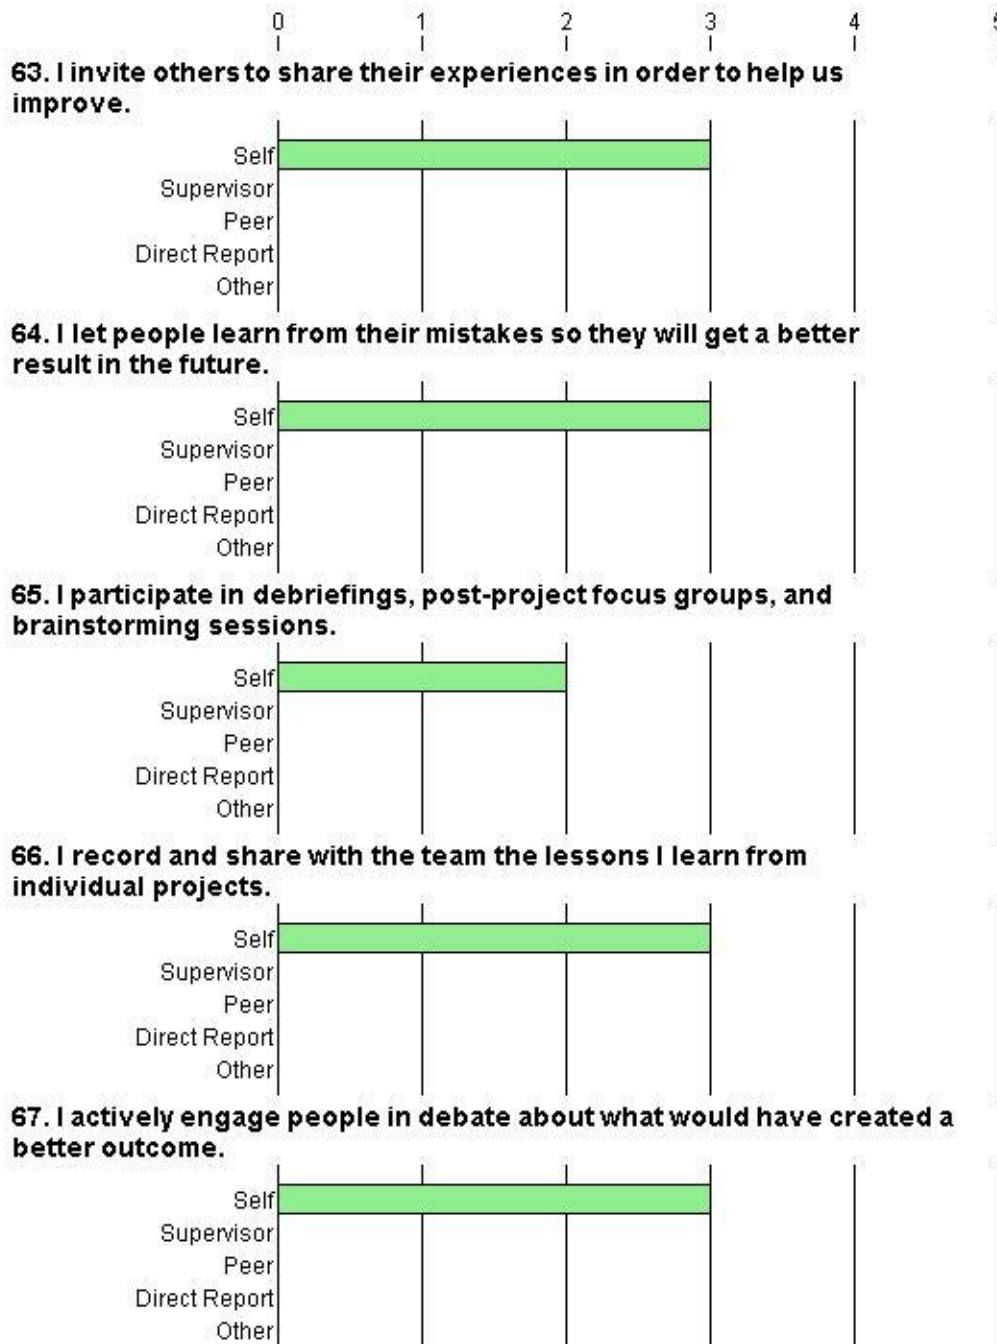 0 1 2 3 4 5
63. I invite others to share their experiences in order to help us
improve.
Self
Supervisor
Peer
Direct Report
Other
64. I let people learn from their mistakes so they will get a better
result in the future.
Self
Supervisor
Peer
Direct Report
Other
65. I participate in debriefings, post-project focus groups, and
brainstorming sessions.
Self
Supervisor
Peer
Direct Report
Other
66. I record and share with the team the lessons I learn from
individual projects.
Self
Supervisor
Peer
Direct Report
Other
67. I actively engage people in debate about what would have created a
better outcome.
Self
Supervisor
Peer
Direct Report
Other